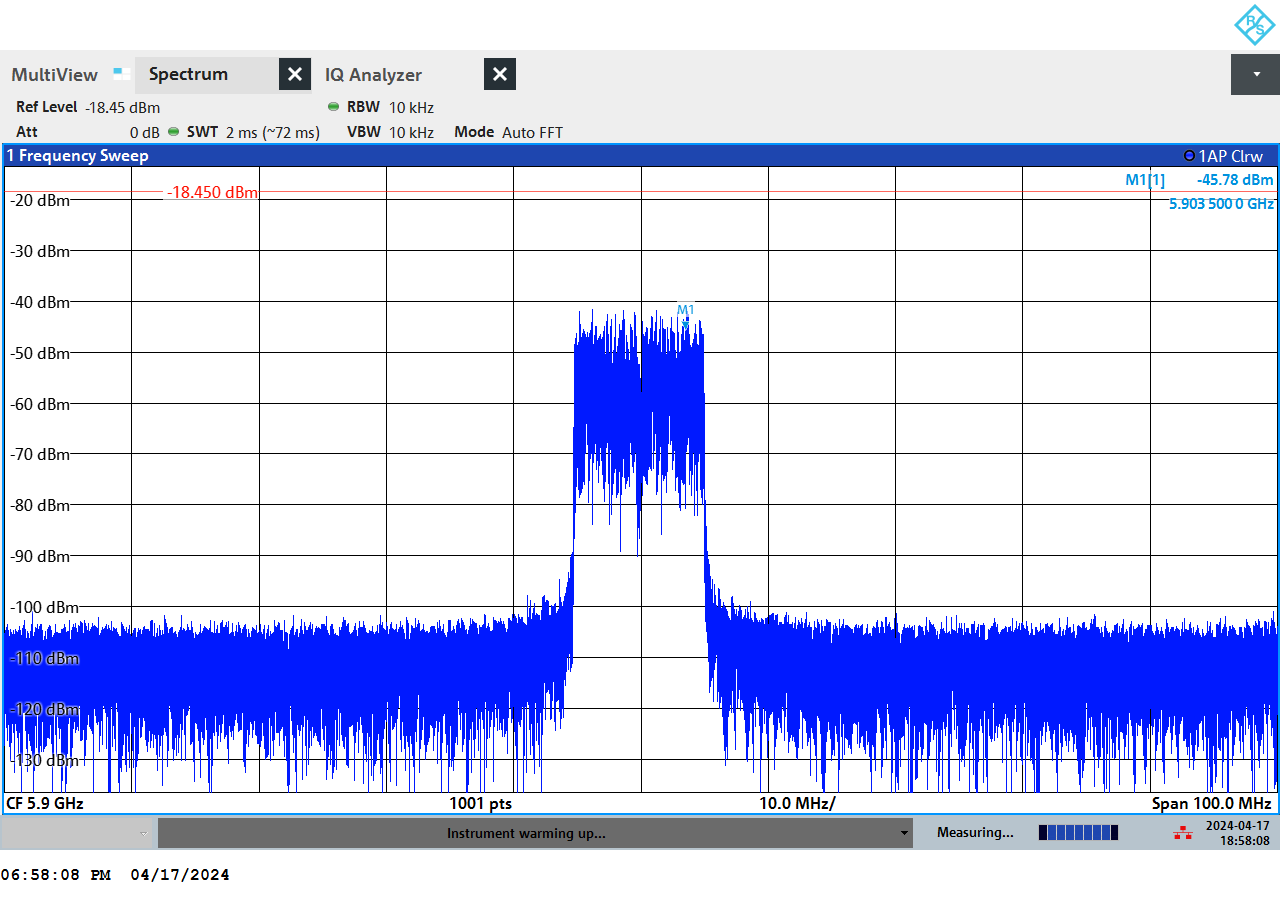 R
S
MultiView Spectrum IQ Analyzer
Ref Level -18.45 dBm RBW 10 kHz
Att 0 dB SWT 2 ms (~72 ms) VBW 10 kHz Mode Auto FFT
1 Frequency Sweep 1AP Clrw
M1[1] -45.78 dBm
-18.450 dBm
-20 dBm
5.903 500 0 GHz
-30 dBm
-40 dBm
M1
-50 dBm
-60 dBm
-70 dBm
-80 dBm
-90 dBm
-100 dBm
-110 dBm
-120 dBm
-130 dBm
CF 5.9 GHz 1001 pts 10.0 MHz/ Span 100.0 MHz
Instrument warming up... Measuring... 2024-04-17
18:58:08
06:58:08 PM 04/17/2024